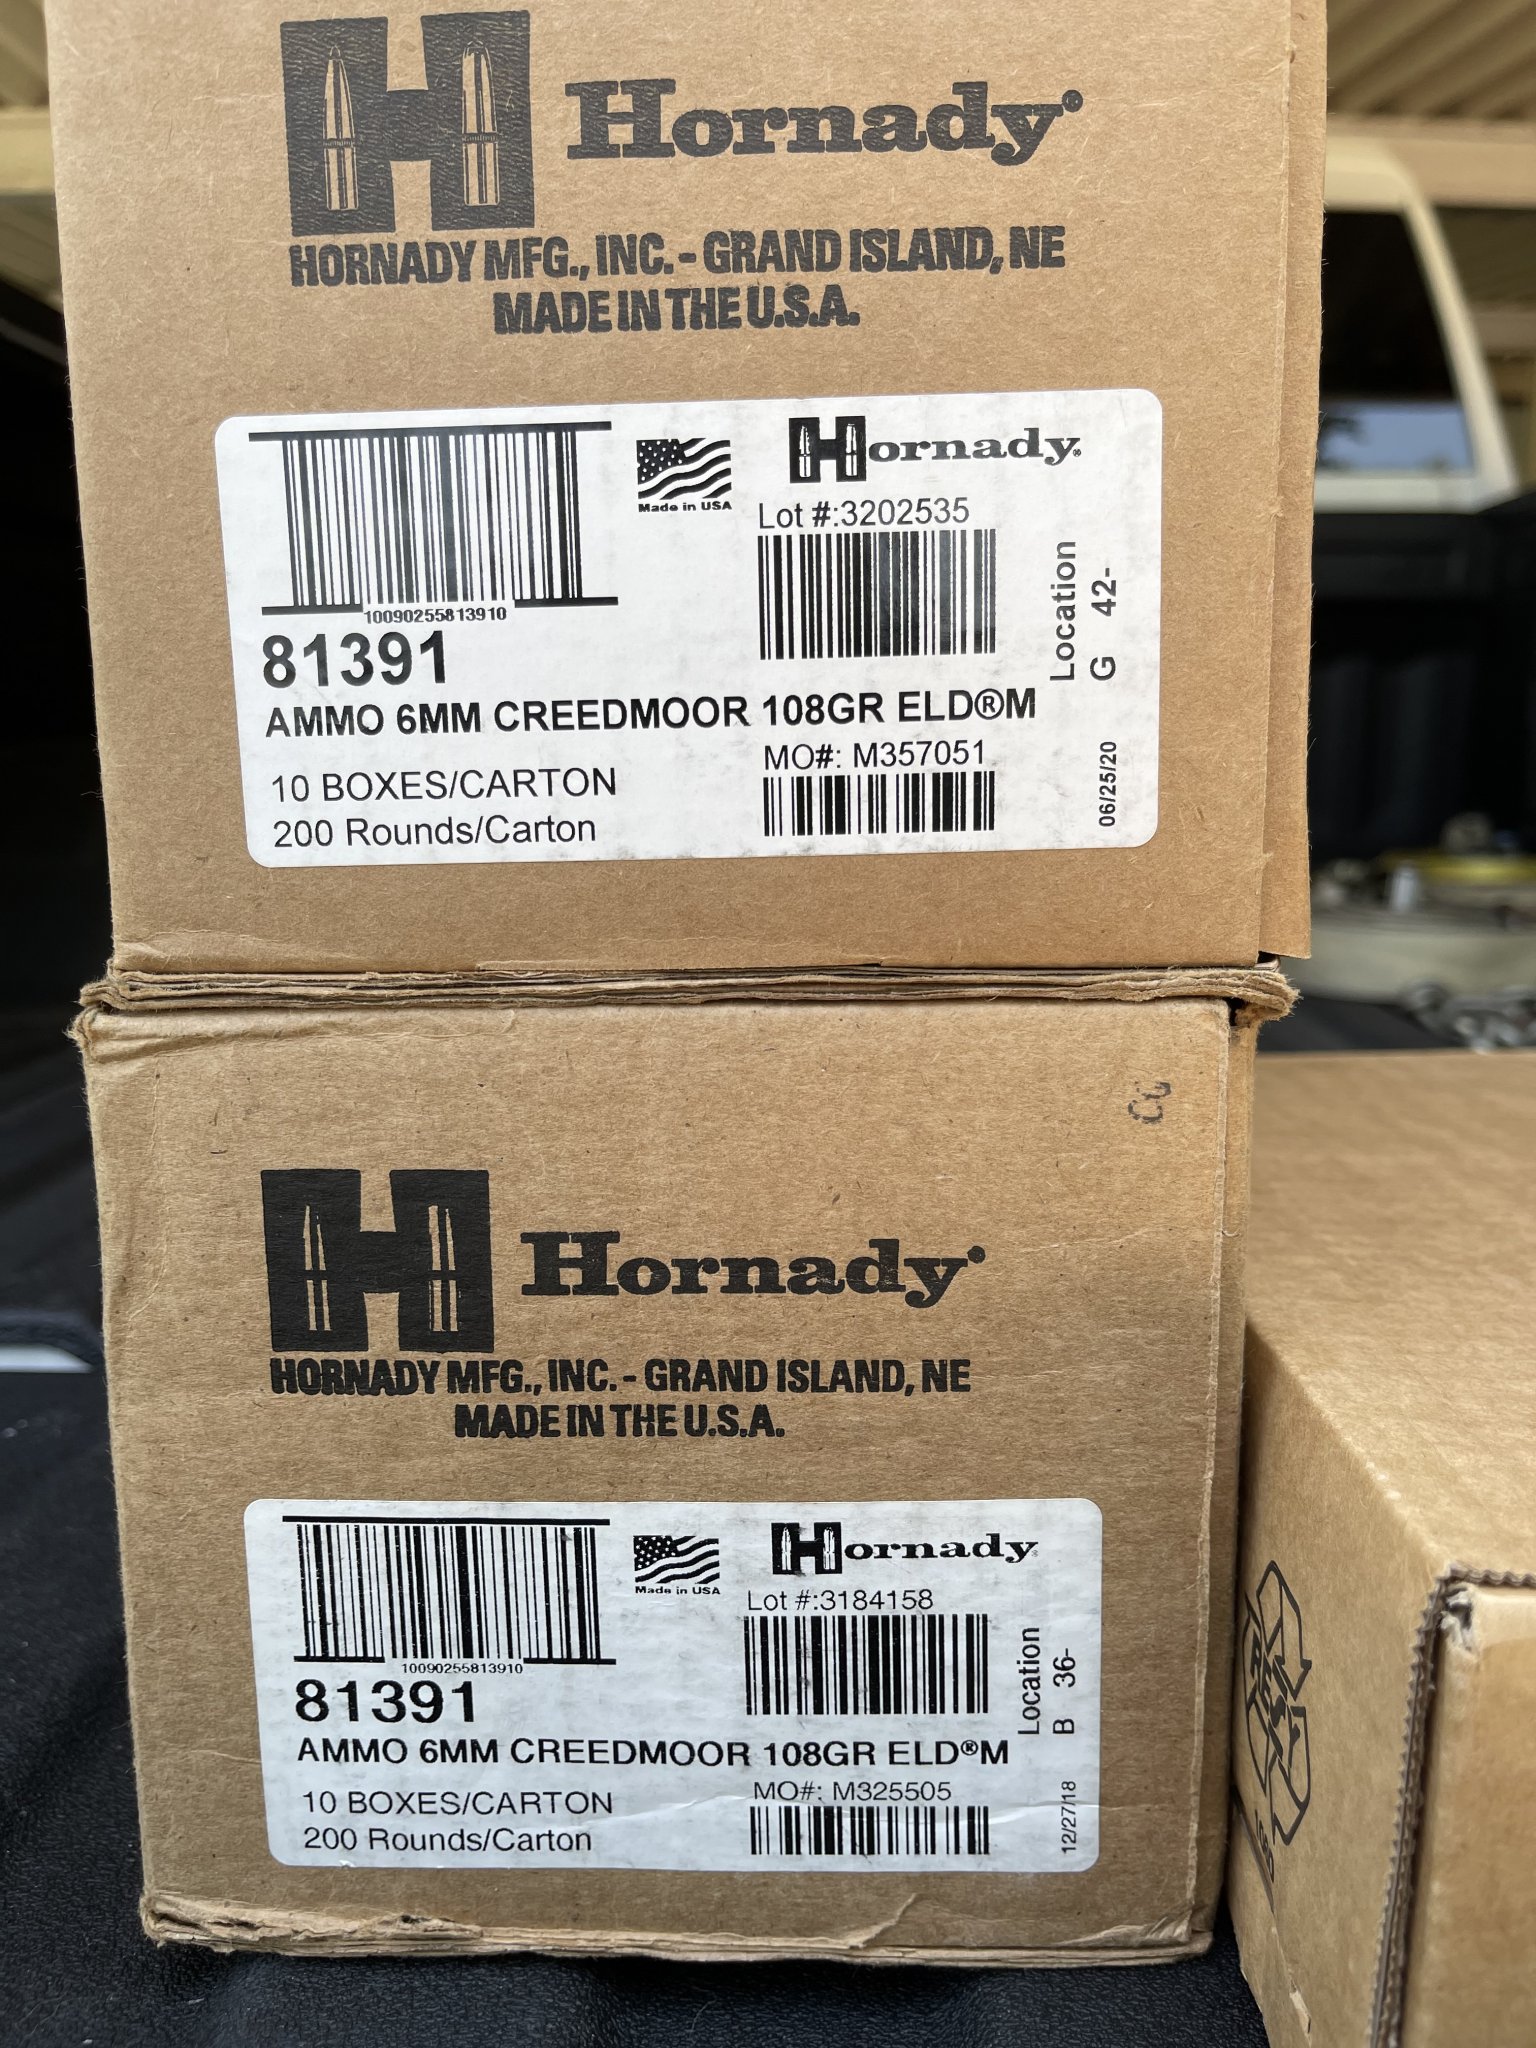 Hornady®
HORNADY MFG., INC. - GRAND ISLAND, NE
MADE IN THE U.S.A.
Made in USA
Hornady®
Lot #:3202535
10090255813910
81391
AMMO 6MM CREEDMOOR 108GR ELD®M
MO#: M357051
10 BOXES/CARTON
200 Rounds/Carton
Location
G 42-
06/25/20
Hornady®
HORNADY MFG., INC. - GRAND ISLAND, NE
MADE IN THE U.S.A.
Made in USA
Hornady
Lot #:3184158
10090255813910
81391
AMMO 6MM CREEDMOOR 108GR ELD®M
MO#: M325505
10 BOXES/CARTON
200 Rounds/Carton
Location
B 36-
12/27/18